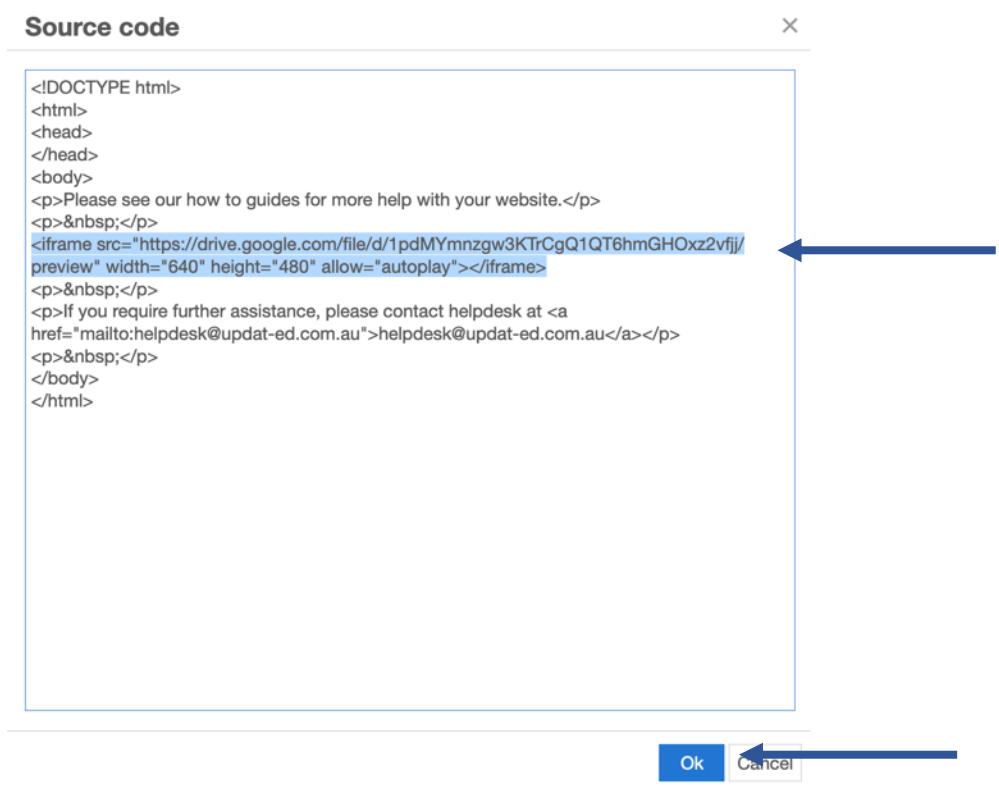 Source code
<!DOCTYPE html>
<html>
<head>
</head>
<body>
<p>Please see our how to guides for more help with your website.</p>
<p>&nbsp;</p>
<iframe src="https://drive.google.com/file/d/1pdMYmnzgw3KTrCgQ1QT6hmGHOxz2vfjj/
preview" width="640" height="480" allow="autoplay"></iframe>
<p>&nbsp;</p>
<p>If you require further assistance, please contact helpdesk at <a
href="mailto:helpdesk@updat-ed.com.au">helpdesk@updat-ed.com.au</a></p>
<p>&nbsp;</p>
</body>
</html>
Ok
Cancel